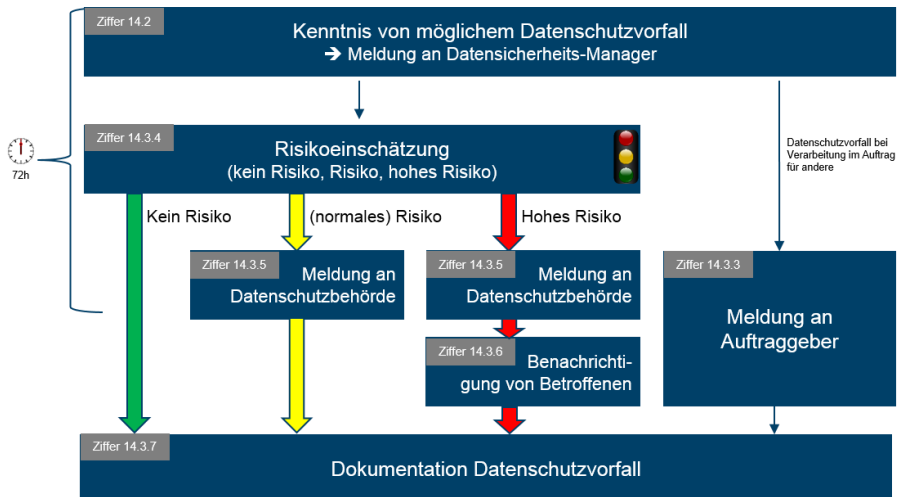 Ziffer 14.2
Kenntnis von möglichem Datenschutzvorfall
➔ Meldung an Datensicherheits-Manager
72h
Ziffer 14.3.4
Risikoeinschätzung
(kein Risiko, Risiko, hohes Risiko)
Datenschutzvorfall bei
Verarbeitung im Auftrag
für andere
Kein Risiko
(normales) Risiko
Hohes Risiko
Ziffer 14.3.5
Meldung an
Datenschutzbehörde
Ziffer 14.3.5
Meldung an
Datenschutzbehörde
Ziffer 14.3.3
Meldung an
Auftraggeber
Ziffer 14.3.6
Benachrichti-
gung von Betroffenen
Ziffer 14.3.7
Dokumentation Datenschutzvorfall